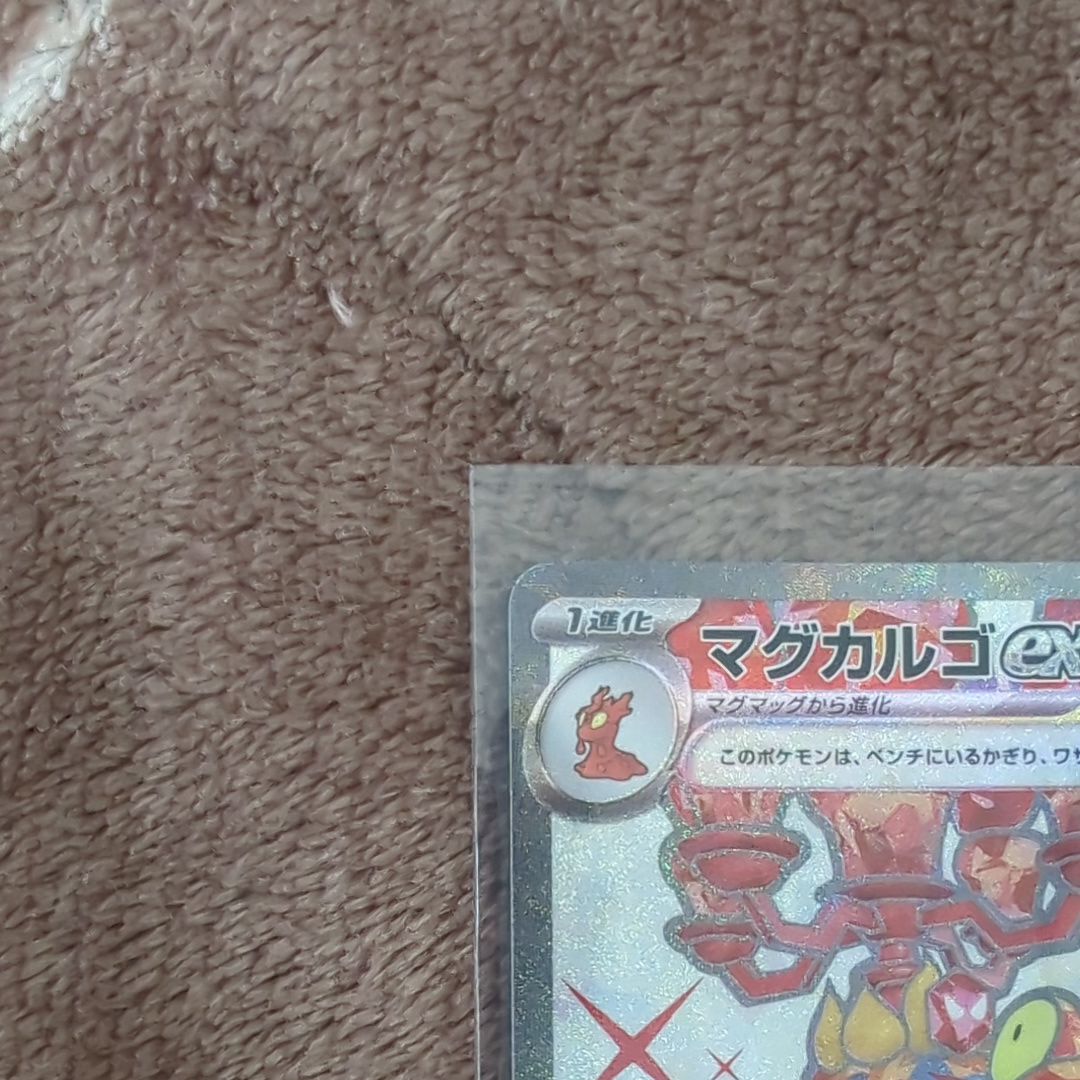 1進化
マグカルゴex
マグマッグから進化
このポケモンは、ベンチにいるかぎり、ワザ